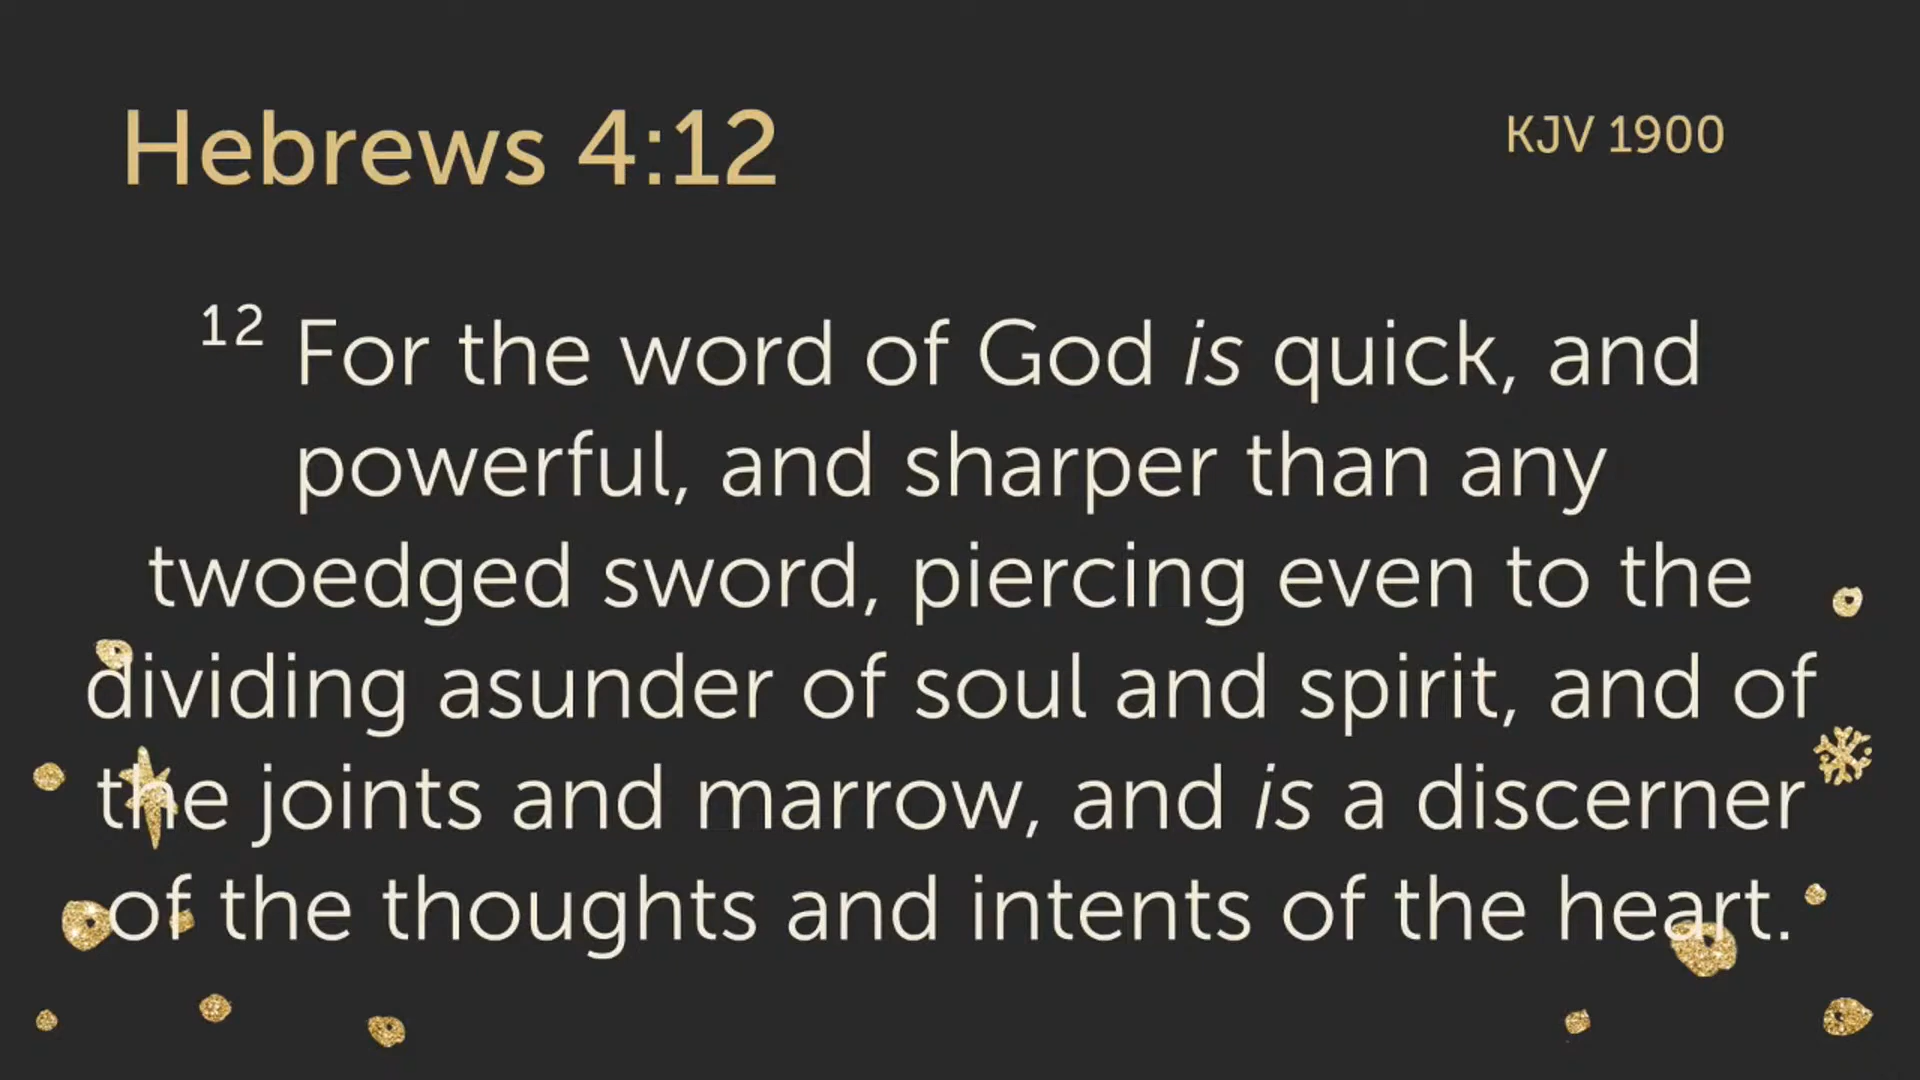 Hebrews 4:12
KJV 1900
12 For the word of God is quick, and
powerful, and sharper than any
twoedged sword, piercing even to the
dividing asunder of soul and spirit, and of
the joints and marrow, and is a discerner
of the thoughts and intents of the heart.